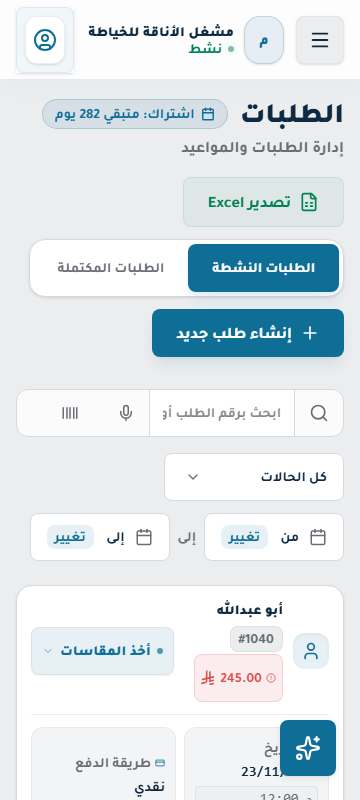 مشغل الأناقة للخياطة
نشط
م
الطلبات
اشتراك: متبقي 282 يوم
إدارة الطلبات والمواعيد
تصدير Excel
الطلبات النشطة
الطلبات المكتملة
إنشاء طلب جديد
ابحث برقم الطلب أو
كل الحالات
من
تغيير
إلى
إلى
تغيير
أبو عبدالله
#1040
245.00
أخذ المقاسات
طريقة الدفع
نقدي
23/11/
12:00